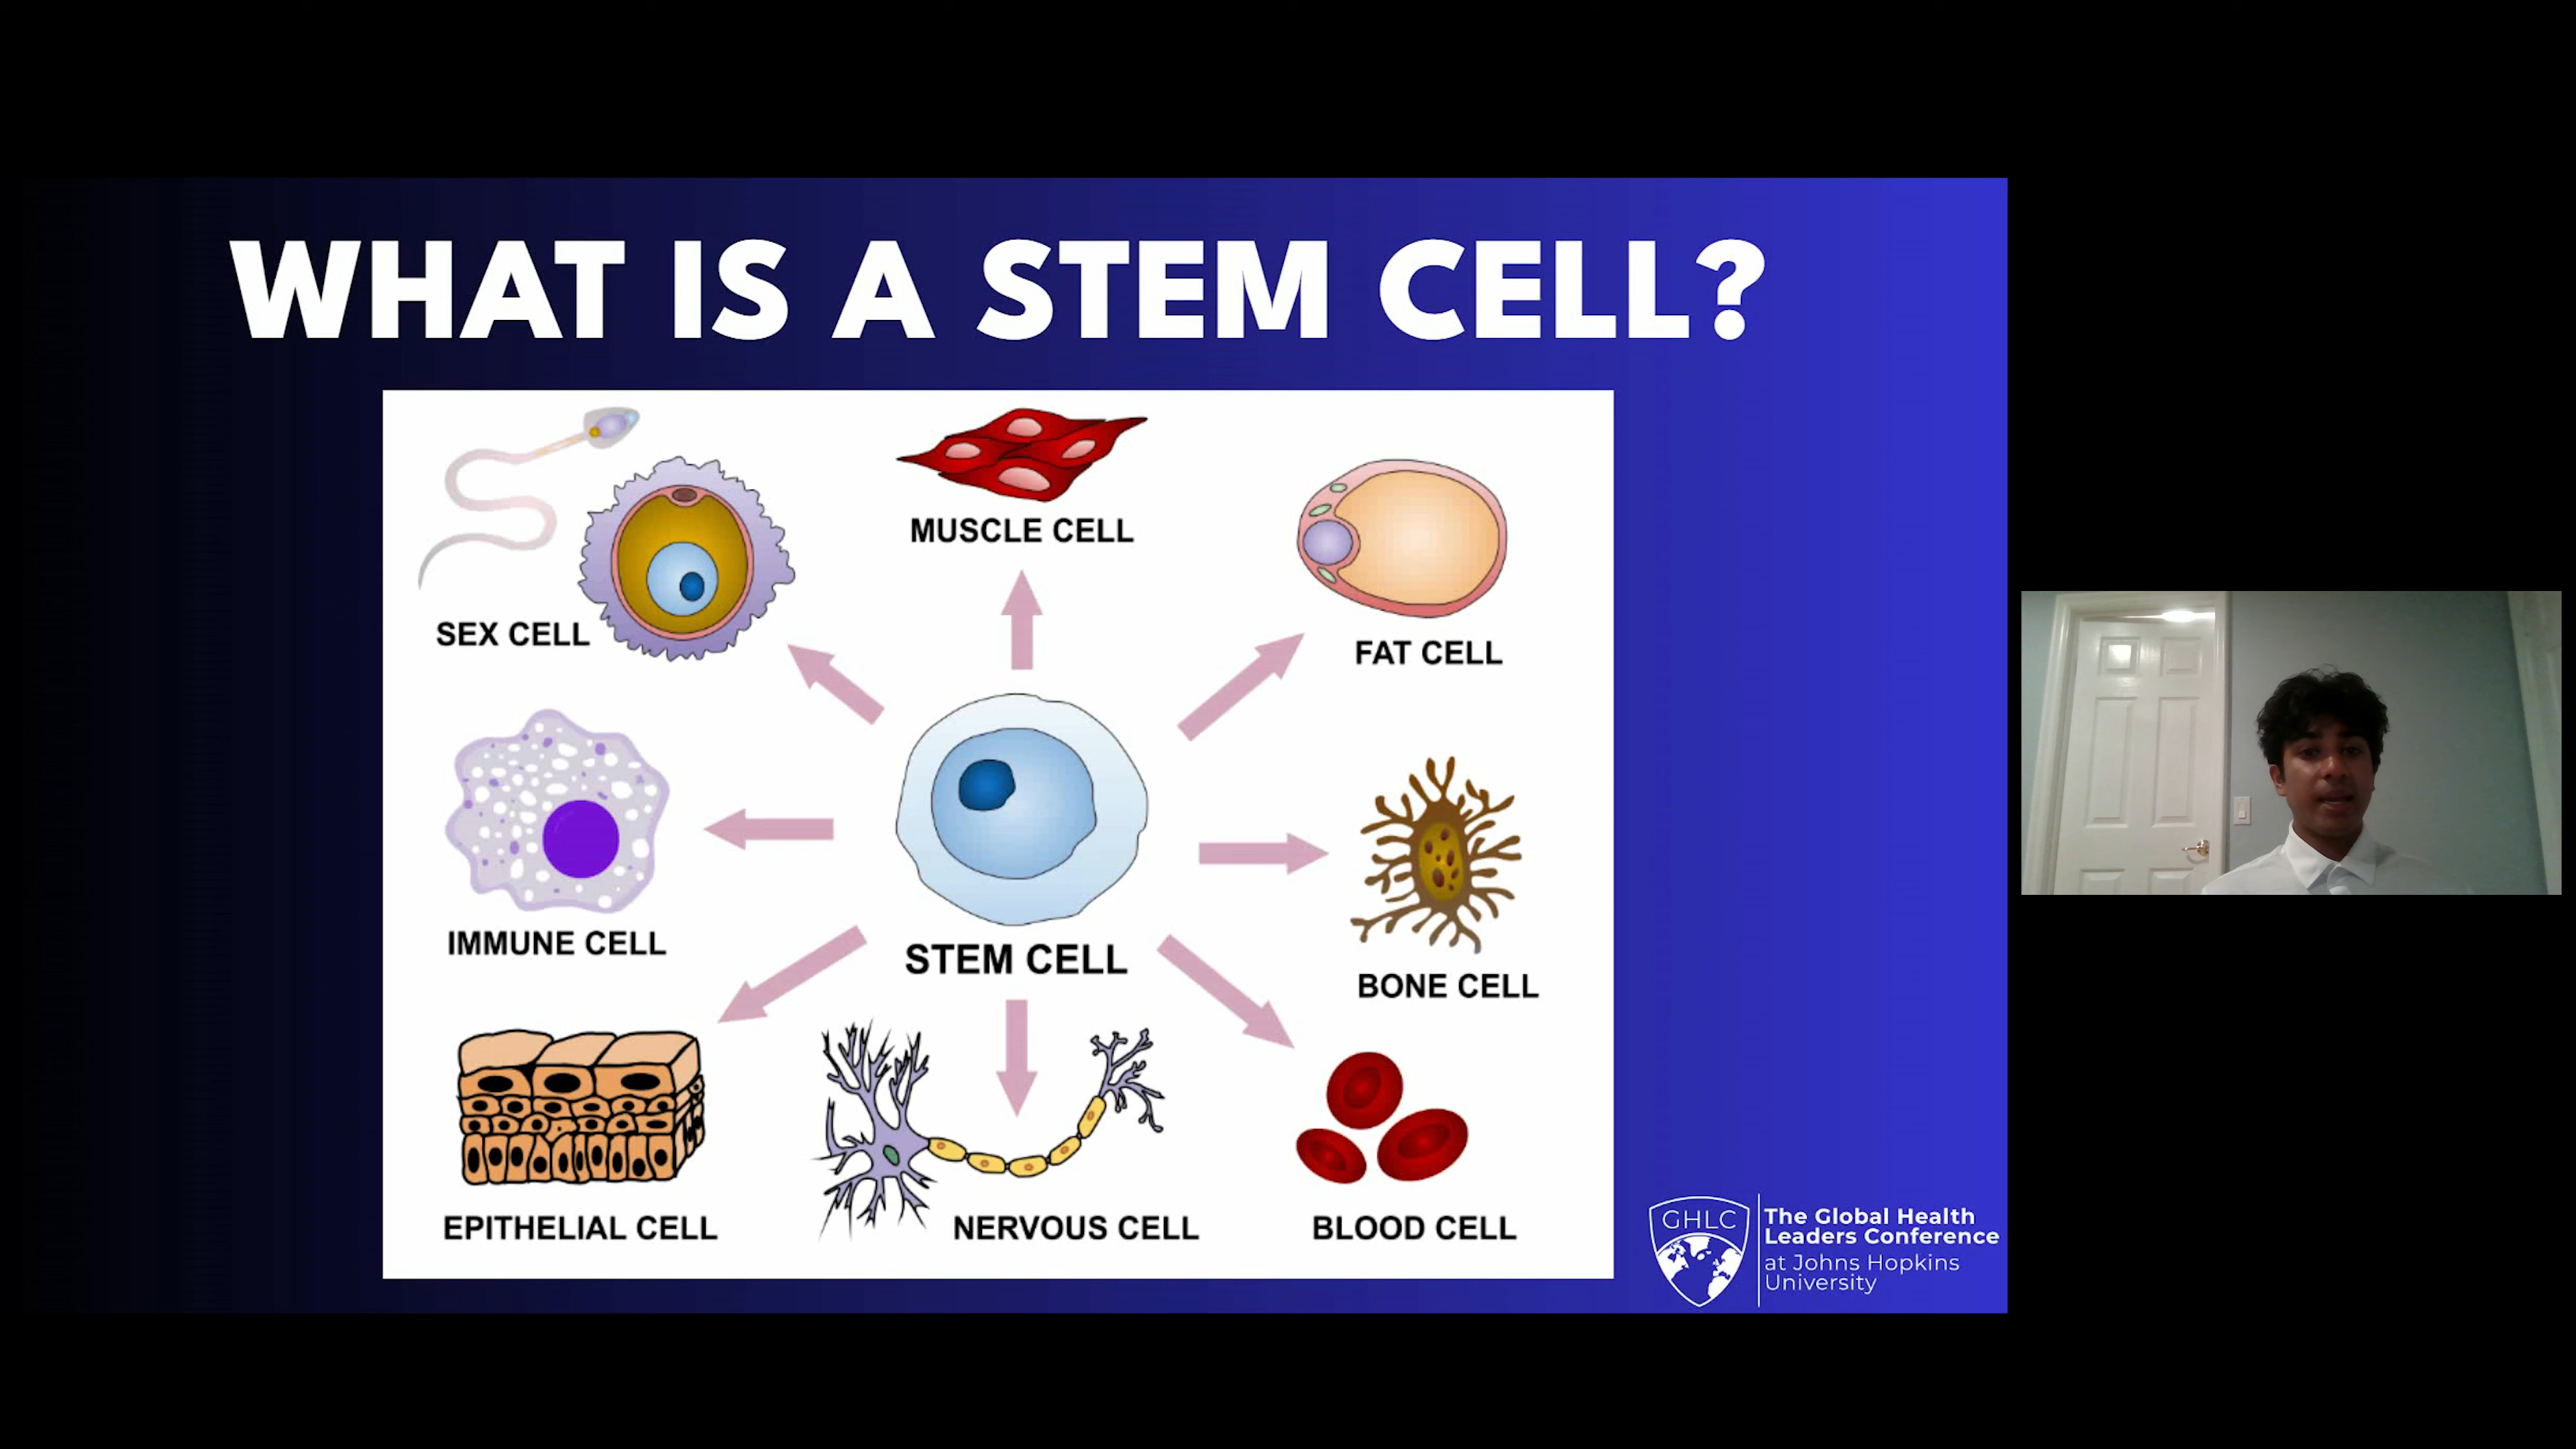 WHAT IS A STEM CELL?
MUSCLE CELL
SEX CELL
FAT CELL
IMMUNE CELL
STEM CELL
BONE CELL
EPITHELIAL CELL
NERVOUS CELL
BLOOD CELL
GHLC
The Global Health
Leaders Conference
at Johns Hopkins
University